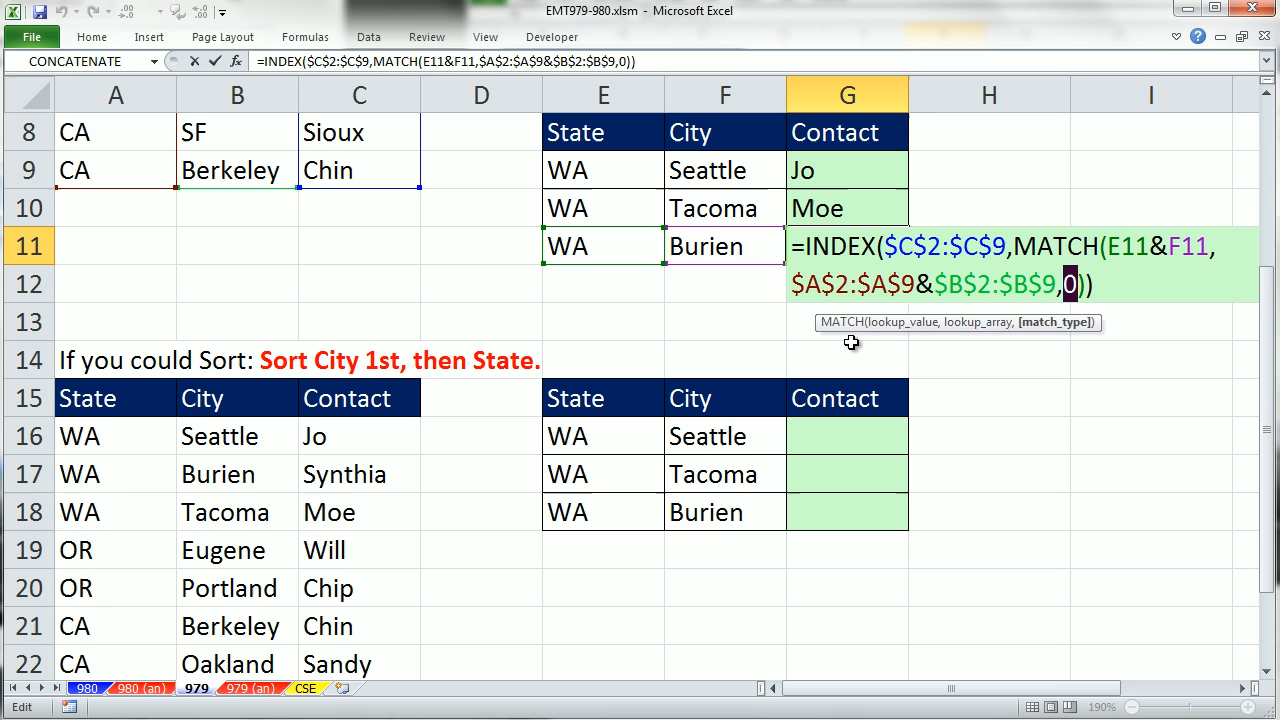 EMT979-980.xlsm - Microsoft Excel
File Home Insert Page Layout Formulas Data Review View Developer
CONCATENATE fx =INDEX($C$2:$C$9,MATCH(E11&F11,$A$2:$A$9&$B$2:$B$9,0))
A B C D E F G H I
8 CA SF Sioux State City Contact
9 CA Berkeley Chin WA Seattle Jo
10 WA Tacoma Moe
11 WA Burien =INDEX($C$2:$C$9,MATCH(E11&F11,
12 $A$2:$A$9&$B$2:$B$9,0))
13 MATCH(lookup_value, lookup_array, [match_type])
14 If you could Sort: Sort City 1st, then State.
15 State City Contact State City Contact
16 WA Seattle Jo WA Seattle
17 WA Burien Synthia WA Tacoma
18 WA Tacoma Moe WA Burien
19 OR Eugene Will
20 OR Portland Chip
21 CA Berkeley Chin
22 CA Oakland Sandy
980 980 (an) 979 979 (an) CSE
Edit 190%